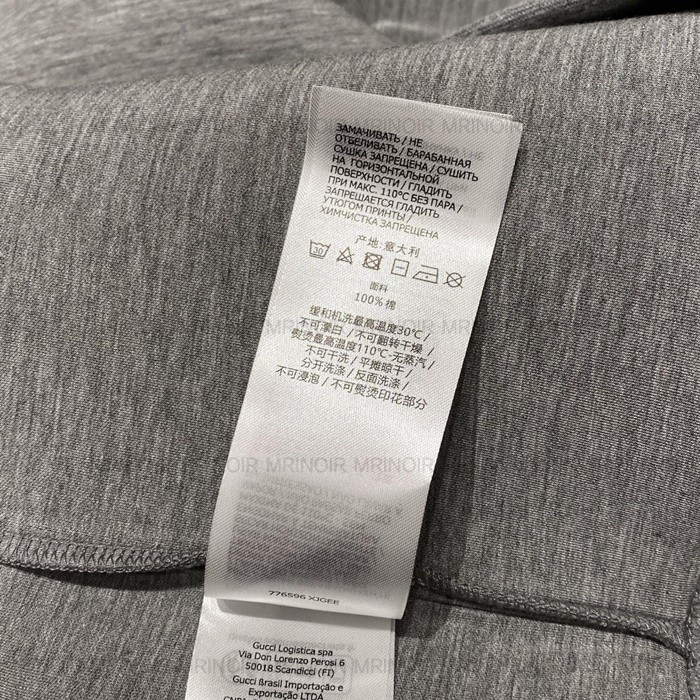 ЗАМАЧИВАТЬ / НЕ
ОТБЕЛИВАТЬ / БАРАБАННАЯ
СУШКА ЗАПРЕЩЕНА / СУШИТЬ
НА ГОРИЗОНТАЛЬНОЙ
ПОВЕРХНОСТИ / ГЛАДИТЬ
ПРИ МАКС. 110°C БЕЗ ПАРА /
ЗАПРЕЩАЕТСЯ ГЛАДИТЬ
УТЮГОМ ПРИНТЫ /
ХИМЧИСТКА ЗАПРЕЩЕНА
产地:意大利
30
面料
100% 棉
缓和机洗最高温度30℃ /
不可漂白 / 不可翻转干燥 /
熨烫最高温度110℃-无蒸汽 /
不可干洗 / 平摊晾干 /
分开洗涤 / 反面洗涤 /
不可浸泡 / 不可熨烫印花部分
MRINOIR MRINOIR
776596 XJGEE
Gucci Logistica spa
Via Don Lorenzo Perosi 6
50018 Scandicci (FI)
Gucci Brasil Importação e
Exportação LTDA